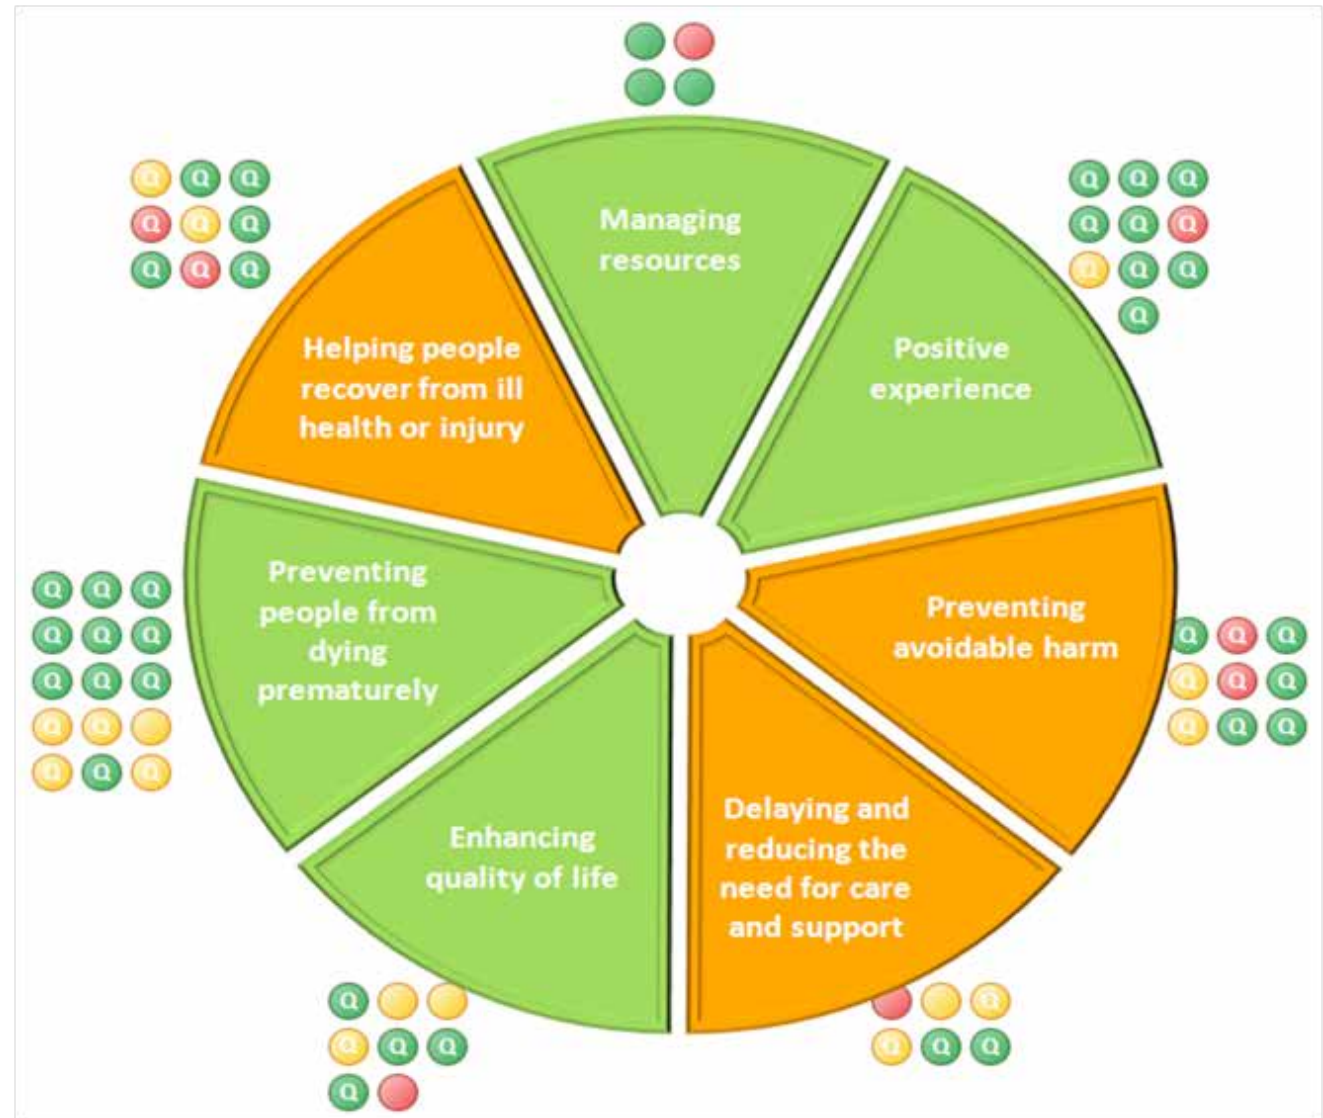 Managing
resources
Q Q Q
Q Q Q
Q Q Q
Q
Positive
experience
Q Q Q
Q Q Q
Q Q Q
Preventing
avoidable harm
Q
Q Q Q
Delaying and
reducing the
need for care
and support
Q
Q Q Q
Q
Enhancing
quality of life
Q Q Q
Q Q Q
Q Q Q
Q Q
Q Q Q
Preventing
people from
dying
prematurely
Q Q Q
Q Q Q
Q Q Q
Helping people
recover from ill
health or injury